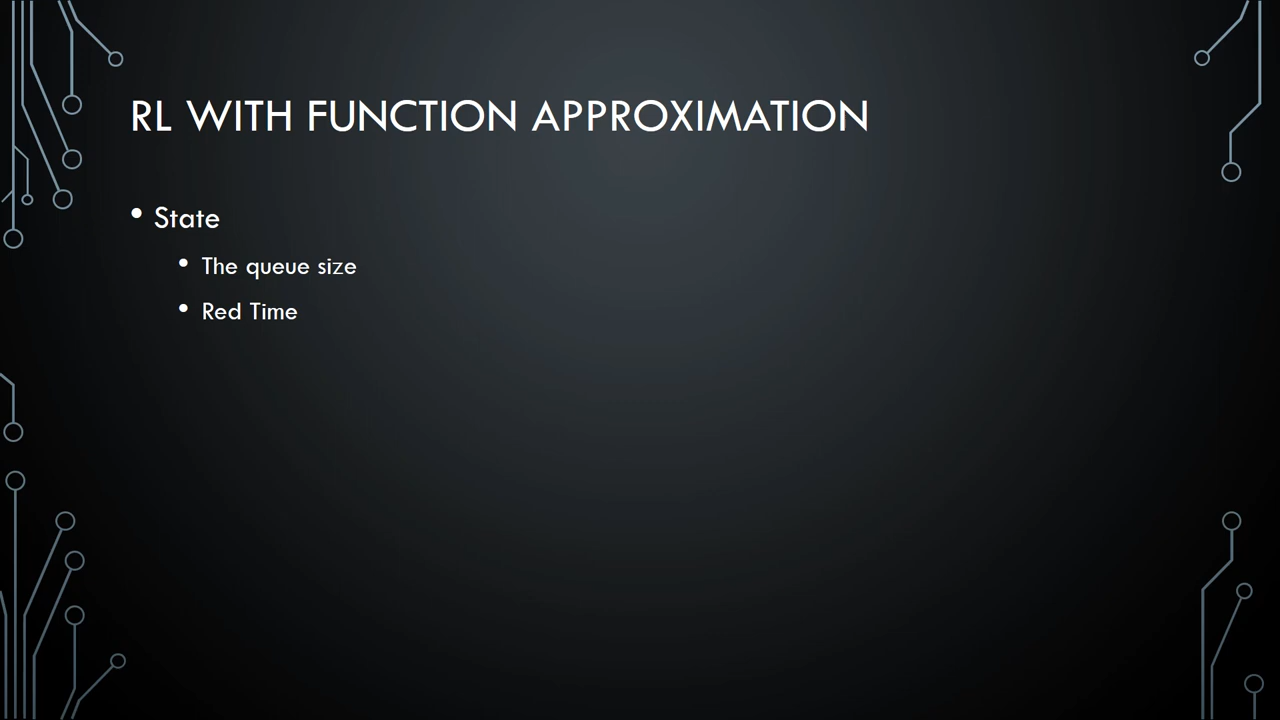 RL WITH FUNCTION APPROXIMATION
• State
• The queue size
• Red Time